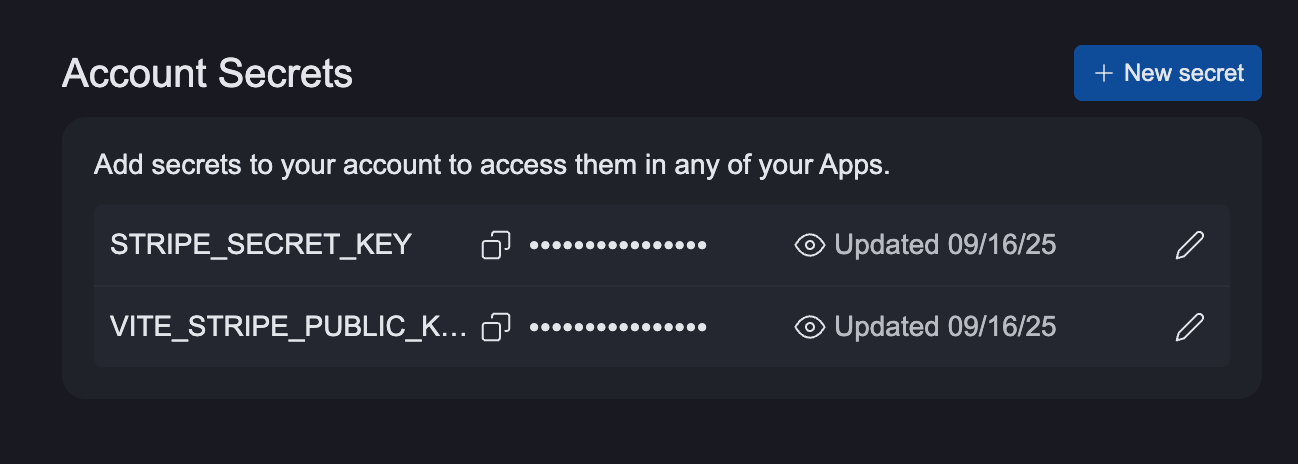 Account Secrets
+ New secret
Add secrets to your account to access them in any of your Apps.
STRIPE_SECRET_KEY •••••••••••••••• Updated 09/16/25
VITE_STRIPE_PUBLIC_K... •••••••••••••••• Updated 09/16/25